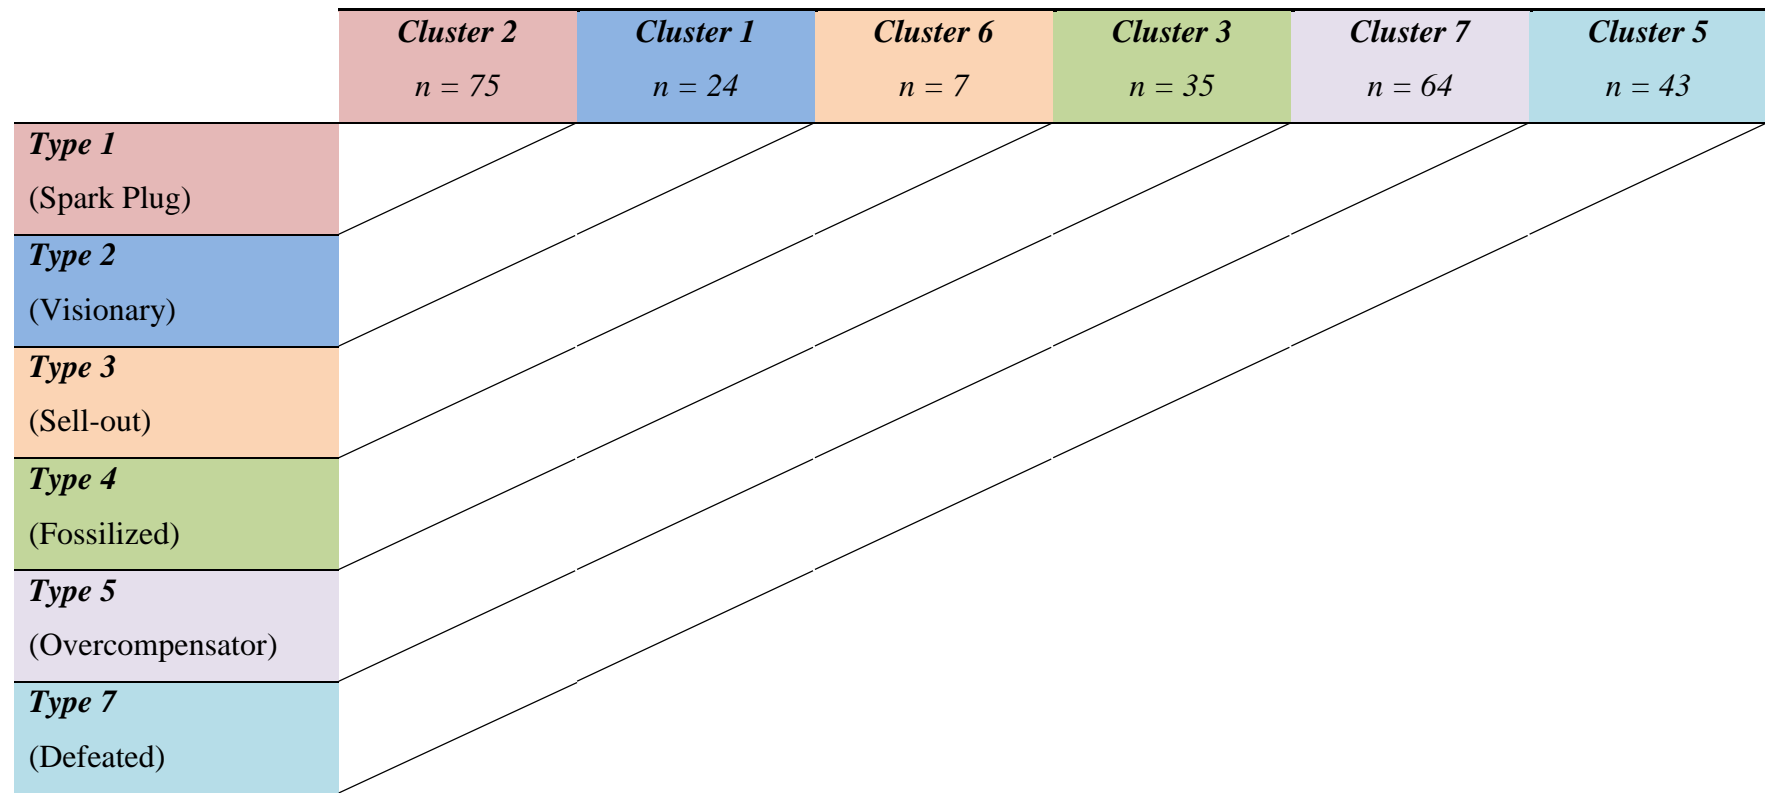 Cluster 2 Cluster 1 Cluster 6 Cluster 3 Cluster 7 Cluster 5
n = 75 n = 24 n = 7 n = 35 n = 64 n = 43
Type 1
(Spark Plug)
Type 2
(Visionary)
Type 3
(Sell-out)
Type 4
(Fossilized)
Type 5
(Overcompensator)
Type 7
(Defeated)